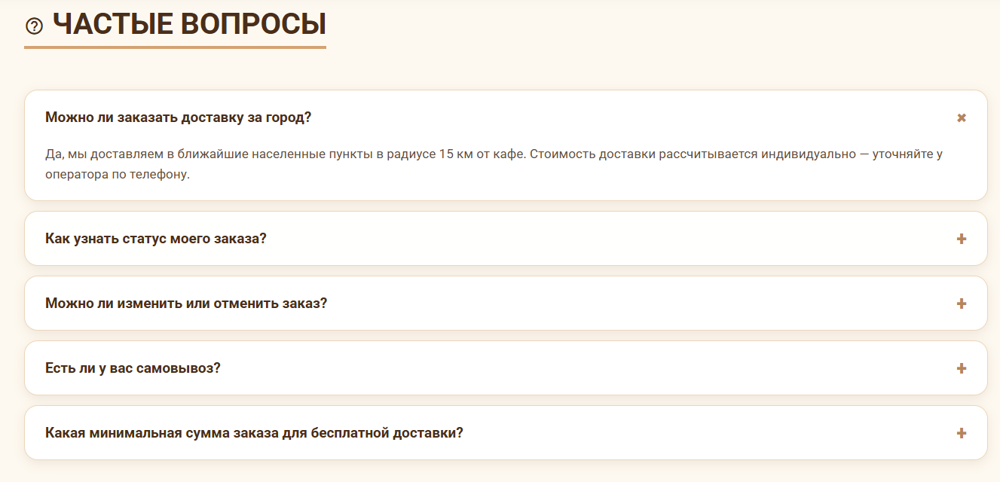 ЧАСТЫЕ ВОПРОСЫ
Можно ли заказать доставку за город?
Да, мы доставляем в ближайшие населенные пункты в радиусе 15 км от кафе. Стоимость доставки рассчитывается индивидуально — уточняйте у
оператора по телефону.
Как узнать статус моего заказа?
Можно ли изменить или отменить заказ?
Есть ли у вас самовывоз?
Какая минимальная сумма заказа для бесплатной доставки?